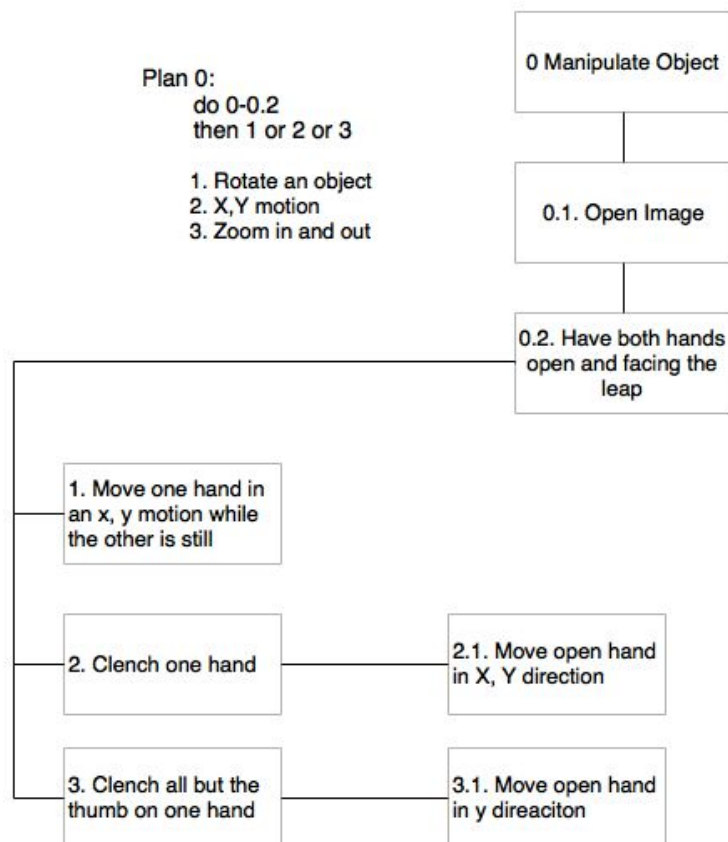 Plan 0:
do 0-0.2
then 1 or 2 or 3
1. Rotate an object
2. X,Y motion
3. Zoom in and out
0 Manipulate Object
0.1. Open Image
0.2. Have both hands
open and facing the
leap
1. Move one hand in
an x, y motion while
the other is still
2. Clench one hand
2.1. Move open hand
in X, Y direction
3. Clench all but the
thumb on one hand
3.1. Move open hand
in y direaciton